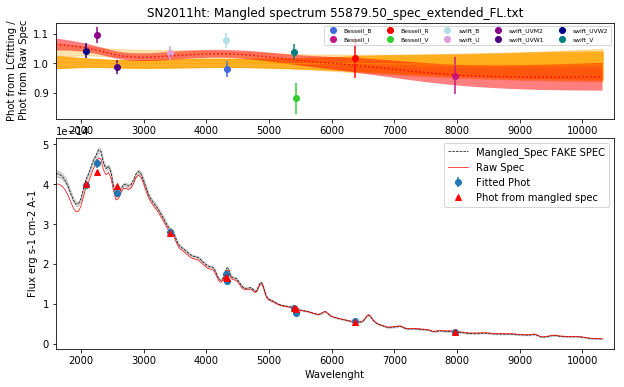 SN2011ht: Mangled spectrum 55879.50_spec_extended_FL.txt
Phot from LCfitting /
Phot from Raw Spec
1.1
1.0
0.9
Bessell_B
Bessell_R
swift_B
swift_UVM2
swift_UVW2
Bessell_I
Bessell_V
swift_U
swift_UVW1
swift_V
2000 3000 4000 5000 6000 7000 8000 9000 10000
1e−14
Flux erg s-1 cm-2 A-1
5
4
3
2
1
0
Mangled_Spec FAKE SPEC
Raw Spec
Fitted Phot
Phot from mangled spec
2000 3000 4000 5000 6000 7000 8000 9000 10000
Wavelenght